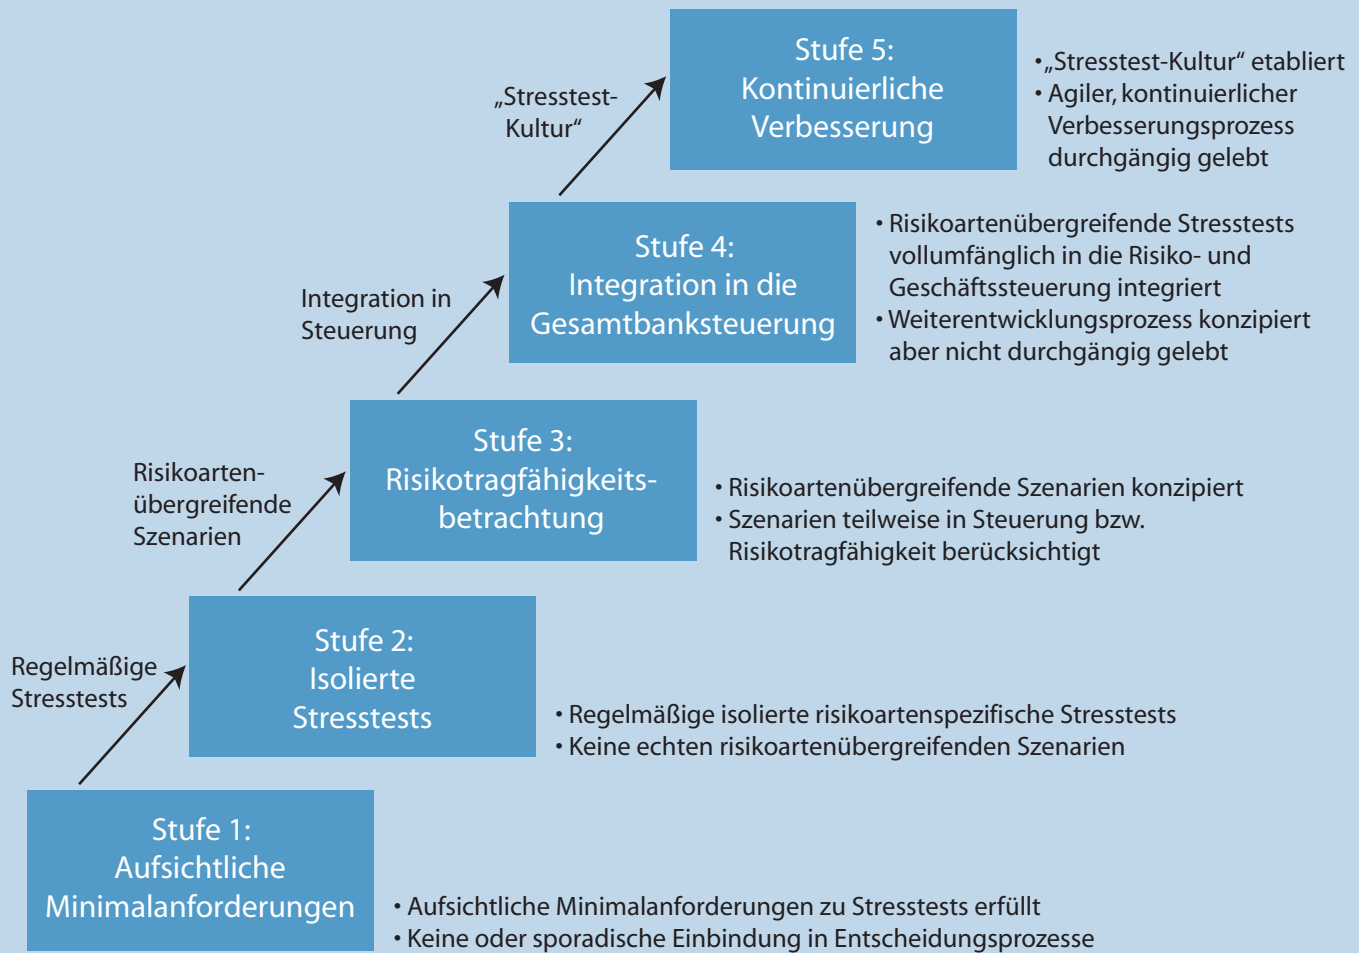 Stufe 5:
Kontinuierliche
Verbesserung
• „Stresstest-Kultur“ etabliert
• Agiler, kontinuierlicher
Verbesserungsprozess
durchgängig gelebt
„Stresstest-
Kultur“
Stufe 4:
Integration in die
Gesamtbanksteuerung
• Risikoartenübergreifende Stresstests
vollumfänglich in die Risiko- und
Geschäftssteuerung integriert
• Weiterentwicklungsprozess konzipiert
aber nicht durchgängig gelebt
Integration in
Steuerung
Stufe 3:
Risikotragfähigkeits-
betrachtung
• Risikoartenübergreifende Szenarien konzipiert
• Szenarien teilweise in Steuerung bzw.
Risikotragfähigkeit berücksichtigt
Risikoarten-
übergreifende
Szenarien
Stufe 2:
Isolierte
Stresstests
• Regelmäßige isolierte risikoartenspezifische Stresstests
• Keine echten risikoartenübergreifenden Szenarien
Regelmäßige
Stresstests
Stufe 1:
Aufsichtliche
Minimalanforderungen
• Aufsichtliche Minimalanforderungen zu Stresstests erfüllt
• Keine oder sporadische Einbindung in Entscheidungsprozesse